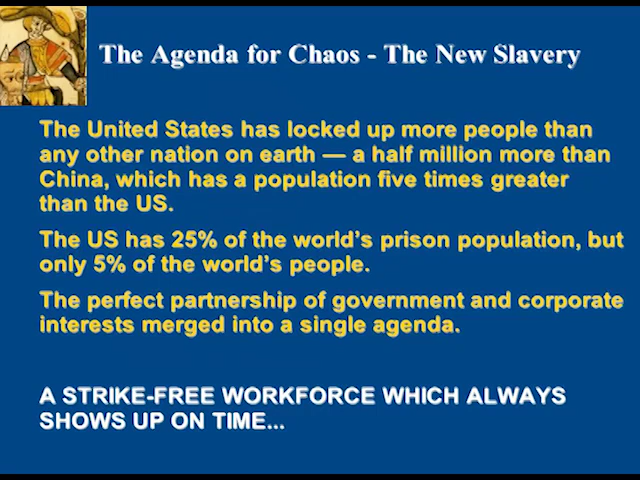 The Agenda for Chaos - The New Slavery
The United States has locked up more people than
any other nation on earth — a half million more than
China, which has a population five times greater
than the US.
The US has 25% of the world's prison population, but
only 5% of the world's people.
The perfect partnership of government and corporate
interests merged into a single agenda.
A STRIKE-FREE WORKFORCE WHICH ALWAYS
SHOWS UP ON TIME...